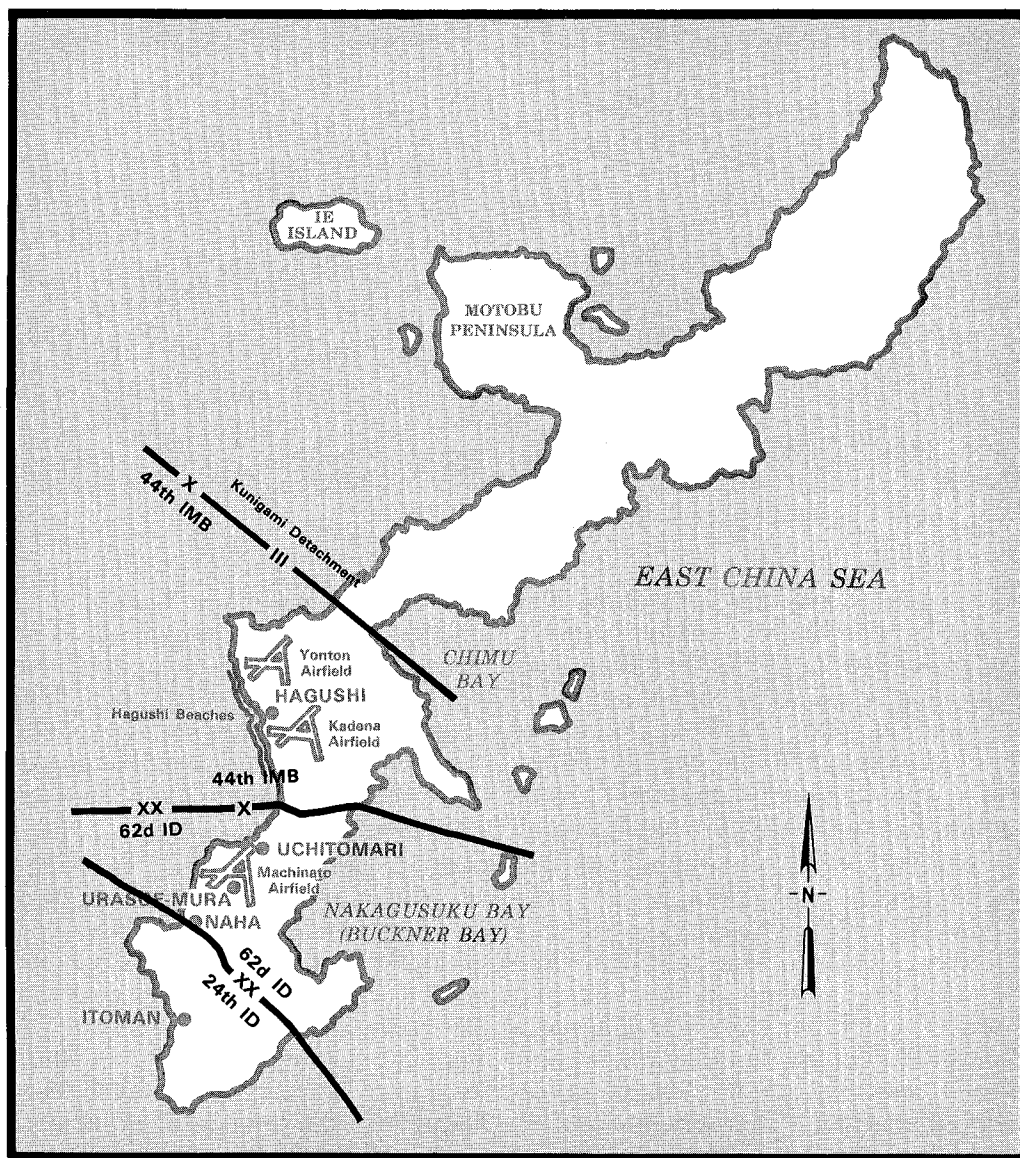 IE
ISLAND
MOTOBU
PENINSULA
X
44th IMB
Kunigami Detachment
III
EAST CHINA SEA
CHIMU
BAY
Yonton
Airfield
HAGUSHI
Hagushi Beaches
Kadena
Airfield
44th IMB
XX
X
62d ID
UCHITOMARI
Machinato
Airfield
URASOE-MURA
NAHA
NAKAGUSUKU BAY
(BUCKNER BAY)
62d ID
XX
24th ID
ITOMAN
-N-